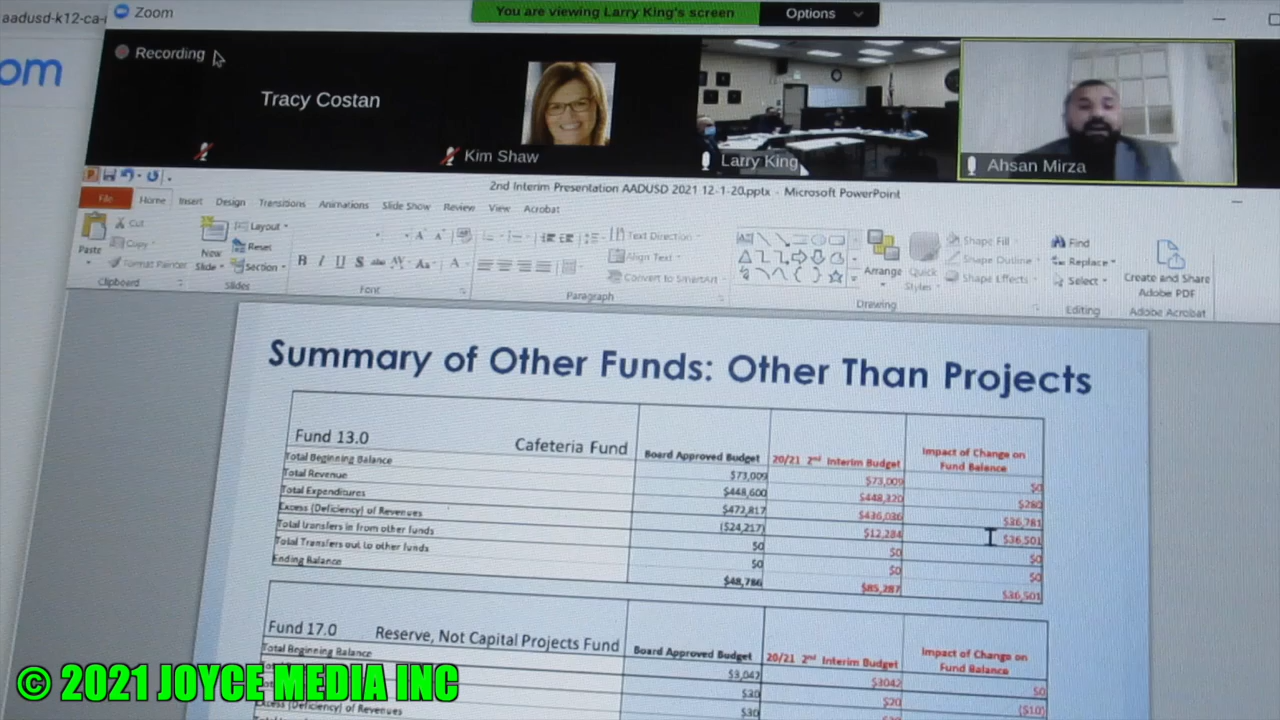 aadusd-k12-ca-
Zoom
You are viewing Larry King's screen
Options
om
Recording
Tracy Costan
Kim Shaw
Larry King
Ahsan Mirza
2nd Interim Presentation AADUSD 2021 12-1-20.pptx - Microsoft PowerPoint
File Home Insert Design Transitions Animations Slide Show Review View Acrobat
Paste
Cut
Copy
Format Painter
Clipboard
New Slide
Layout
Reset
Section
Slides
B I U S abc AV Aa A
Font
Text Direction
Align Text
Convert to SmartArt
Paragraph
Arrange
Quick Styles
Shape Fill
Shape Outline
Shape Effects
Drawing
Find
Replace
Select
Editing
Create and Share
Adobe PDF
Adobe Acrobat
Summary of Other Funds: Other Than Projects
Fund 13.0 Cafeteria Fund Board Approved Budget 20/21 2nd Interim Budget Impact of Change on Fund Balance
Total Beginning Balance $73,009 $73,009 $0
Total Revenue $448,600 $448,320 $280
Total Expenditures $472,817 $436,036 $36,781
Excess (Deficiency) of Revenues ($24,217) $12,284 $36,501
Total transfers in from other funds $0 $0 $0
Total Transfers out to other funds $0 $0 $0
Ending Balance $48,786 $85,287 $36,501
Fund 17.0 Reserve, Not Capital Projects Fund Board Approved Budget 20/21 2nd Interim Budget Impact of Change on Fund Balance
Total Beginning Balance $3,042 $3042 $0
$30 $20 ($10)
(Deficiency) of Revenues $30
© 2021 JOYCE MEDIA INC